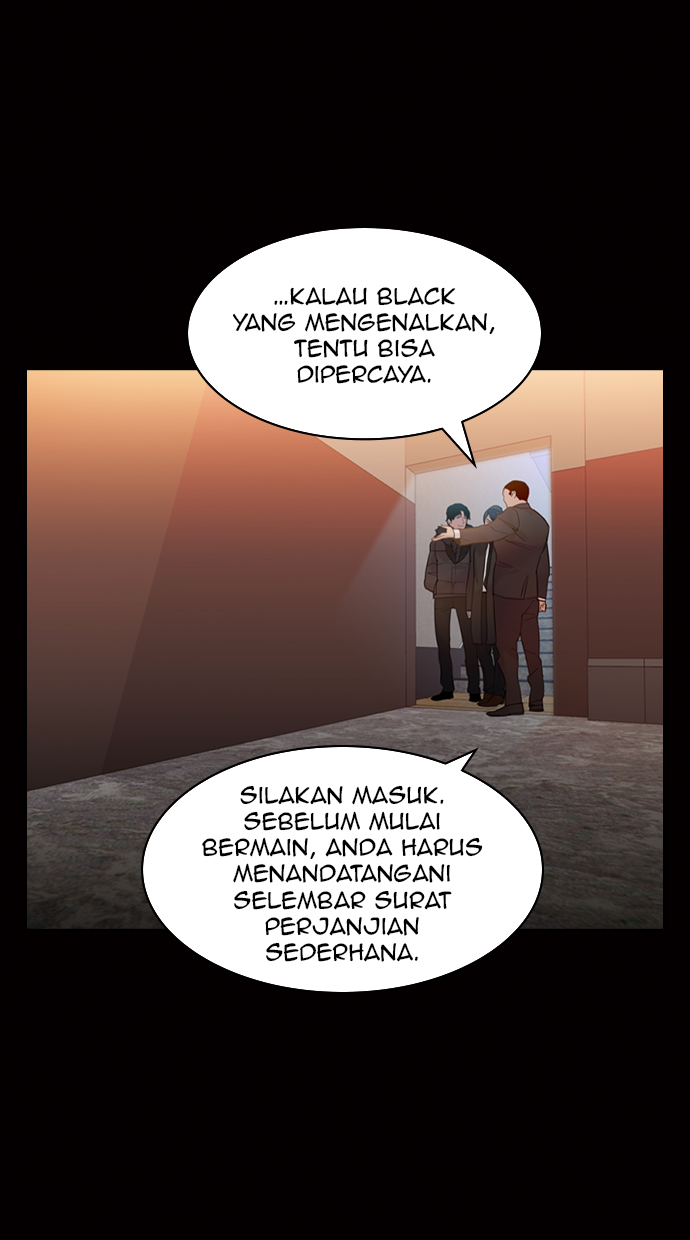 ...KALAU BLACK
YANG MENGENALKAN,
TENTU BISA
DIPERCAYA.
SILAKAN MASUK.
SEBELUM MULAI
BERMAIN, ANDA HARUS
MENANDATANGANI
SELEMBAR SURAT
PERJANJIAN
SEDERHANA.